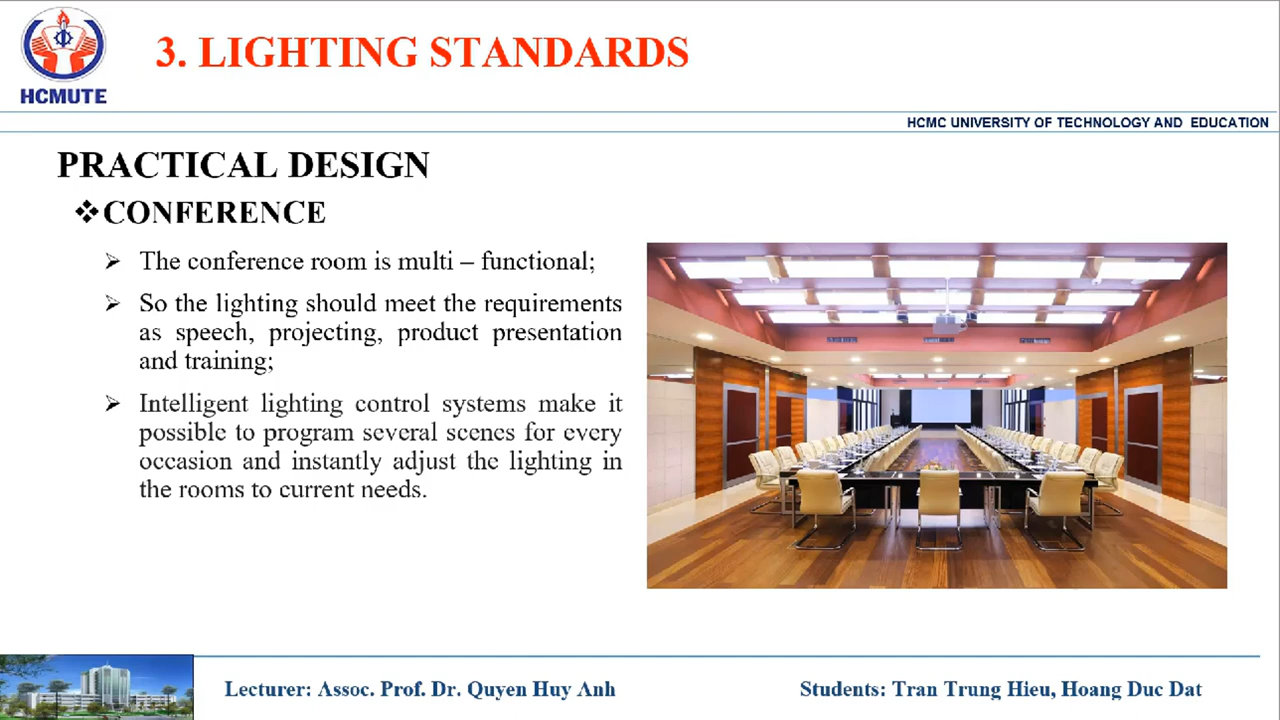 HCMUTE
3. LIGHTING STANDARDS
HCMC UNIVERSITY OF TECHNOLOGY AND EDUCATION
PRACTICAL DESIGN
❖CONFERENCE
➢ The conference room is multi – functional;
➢ So the lighting should meet the requirements
as speech, projecting, product presentation
and training;
➢ Intelligent lighting control systems make it
possible to program several scenes for every
occasion and instantly adjust the lighting in
the rooms to current needs.
Lecturer: Assoc. Prof. Dr. Quyen Huy Anh
Students: Tran Trung Hieu, Hoang Duc Dat